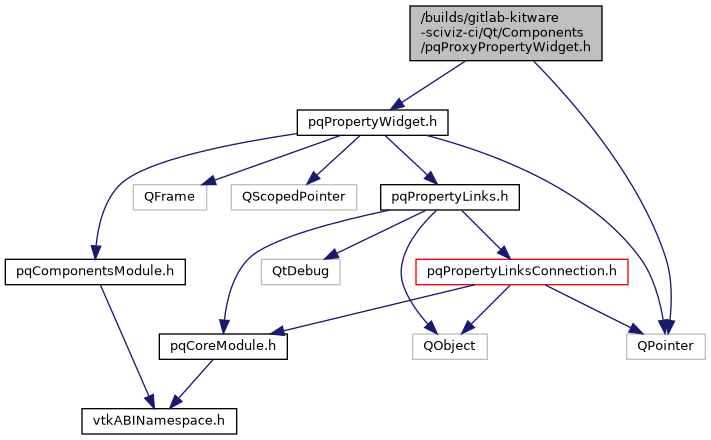 /builds/gitlab-kitware
-sciviz-ci/Qt/Components
/pqProxyPropertyWidget.h
pqPropertyWidget.h
QFrame
QScopedPointer
pqPropertyLinks.h
pqComponentsModule.h
QtDebug
pqPropertyLinksConnection.h
pqCoreModule.h
QObject
QPointer
vtkABINamespace.h